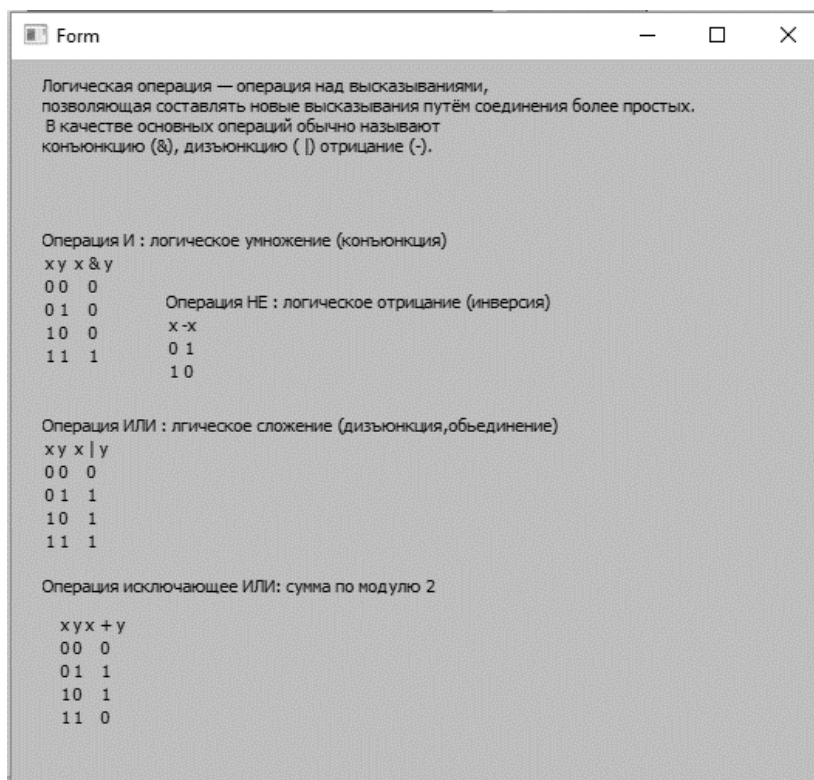 Form
Логическая операция — операция над высказываниями,
позволяющая составлять новые высказывания путём соединения более простых.
В качестве основных операций обычно называют
конъюнкцию (&), дизъюнкцию ( |) отрицание (-).
Операция И : логическое умножение (конъюнкция)
x y x & y
0 0 0
0 1 0
1 0 0
1 1 1
Операция НЕ : логическое отрицание (инверсия)
x -x
0 1
1 0
Операция ИЛИ : лгическое сложение (дизъюнкция,обьединение)
x y x | y
0 0 0
0 1 1
1 0 1
1 1 1
Операция исключающее ИЛИ: сумма по модулю 2
x y x + y
0 0 0
0 1 1
1 0 1
1 1 0